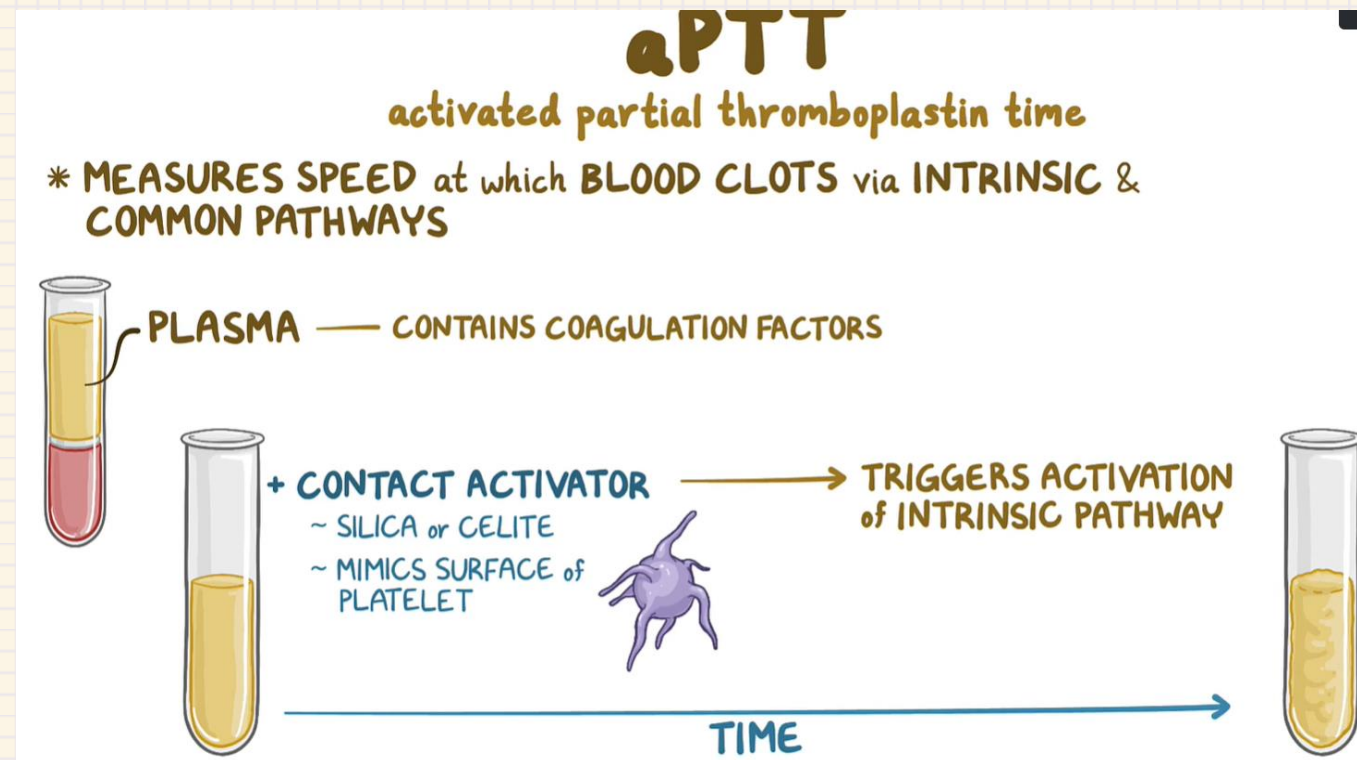 aPTT
activated partial thromboplastin time
* MEASURES SPEED at which BLOOD CLOTS via INTRINSIC &
COMMON PATHWAYS
PLASMA — CONTAINS COAGULATION FACTORS
+ CONTACT ACTIVATOR → TRIGGERS ACTIVATION
of INTRINSIC PATHWAY
~ SILICA or CELITE
~ MIMICS SURFACE of
PLATELET
TIME